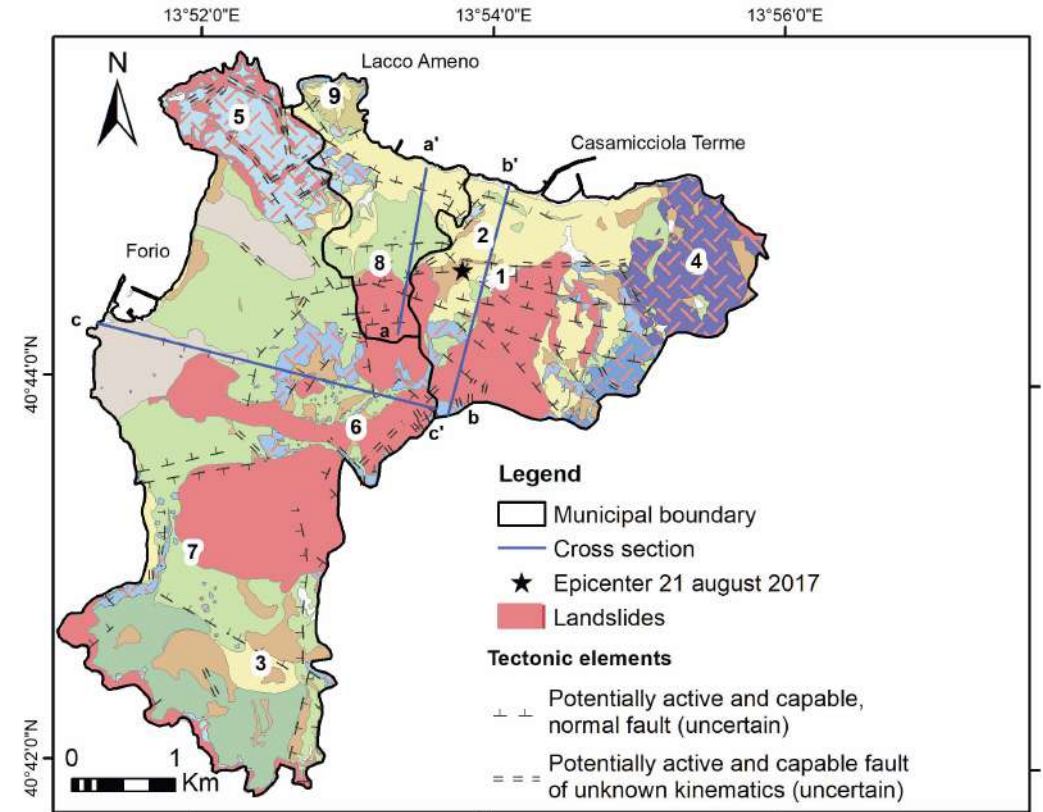 13°52'0"E 13°54'0"E 13°56'0"E
N
Lacco Ameno
9
5
a'
b'
Casamicciola Terme
Forio
2
8
1
4
c
a
40°44'0"N
b
c'
6
7
3
40°42'0"N
0 1
Km
Legend
Municipal boundary
Cross section
Epicenter 21 august 2017
Landslides
Tectonic elements
Potentially active and capable,
normal fault (uncertain)
Potentially active and capable fault
of unknown kinematics (uncertain)